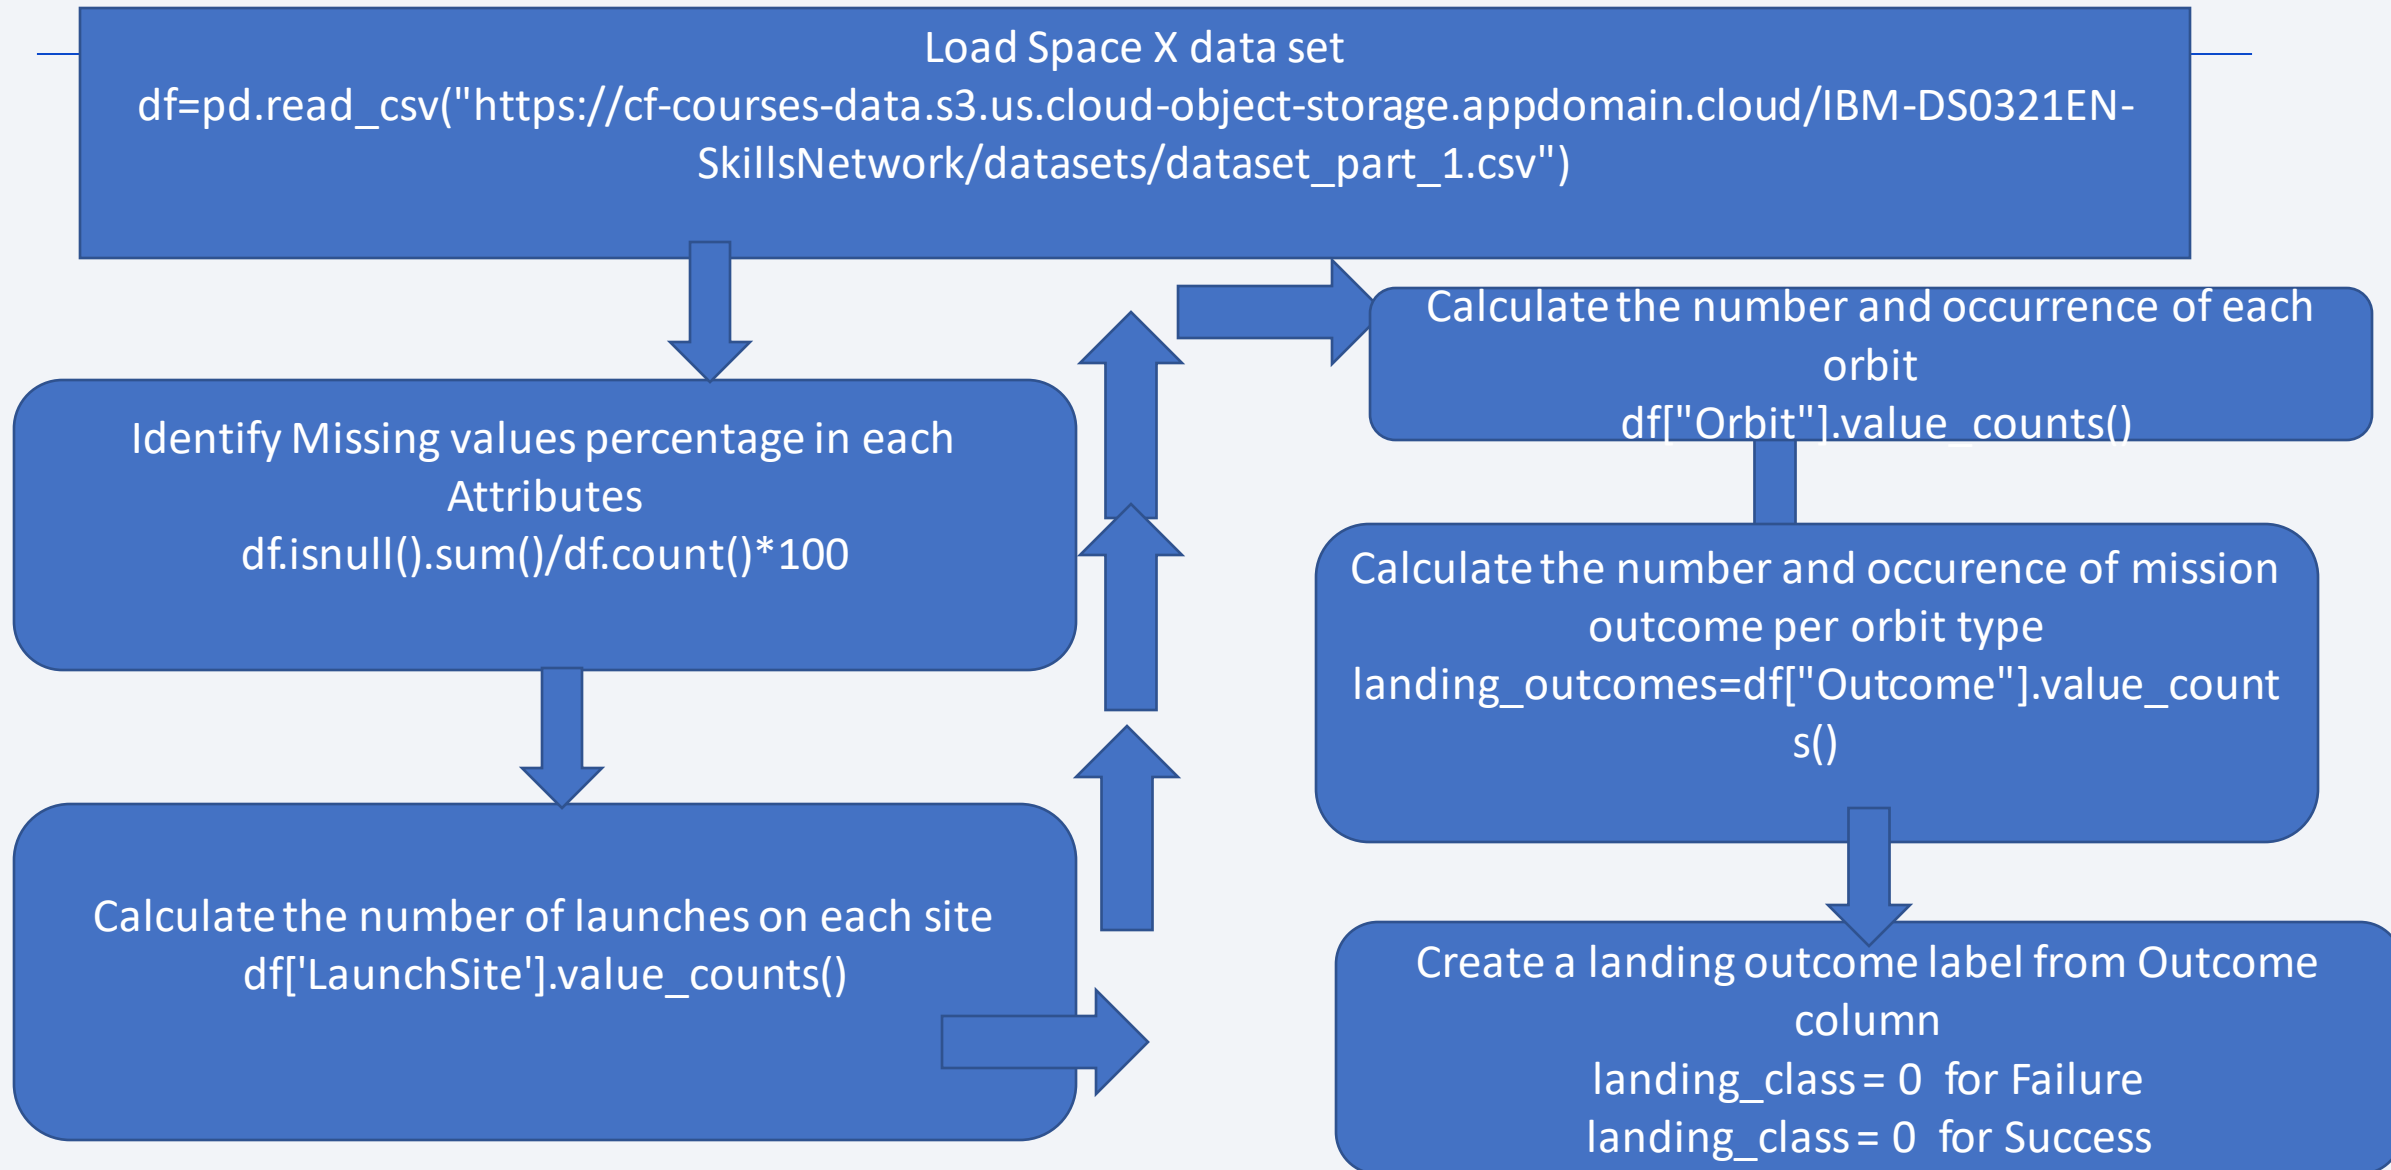 Load Space X data set
df=pd.read_csv("https://cf-courses-data.s3.us.cloud-object-storage.appdomain.cloud/IBM-DS0321EN-
SkillsNetwork/datasets/dataset_part_1.csv")
Identify Missing values percentage in each
Attributes
df.isnull().sum()/df.count()*100
Calculate the number of launches on each site
df['LaunchSite'].value_counts()
Calculate the number and occurrence of each
orbit
df["Orbit"].value_counts()
Calculate the number and occurence of mission
outcome per orbit type
landing_outcomes=df["Outcome"].value_count
s()
Create a landing outcome label from Outcome
column
landing_class = 0 for Failure
landing_class = 0 for Success